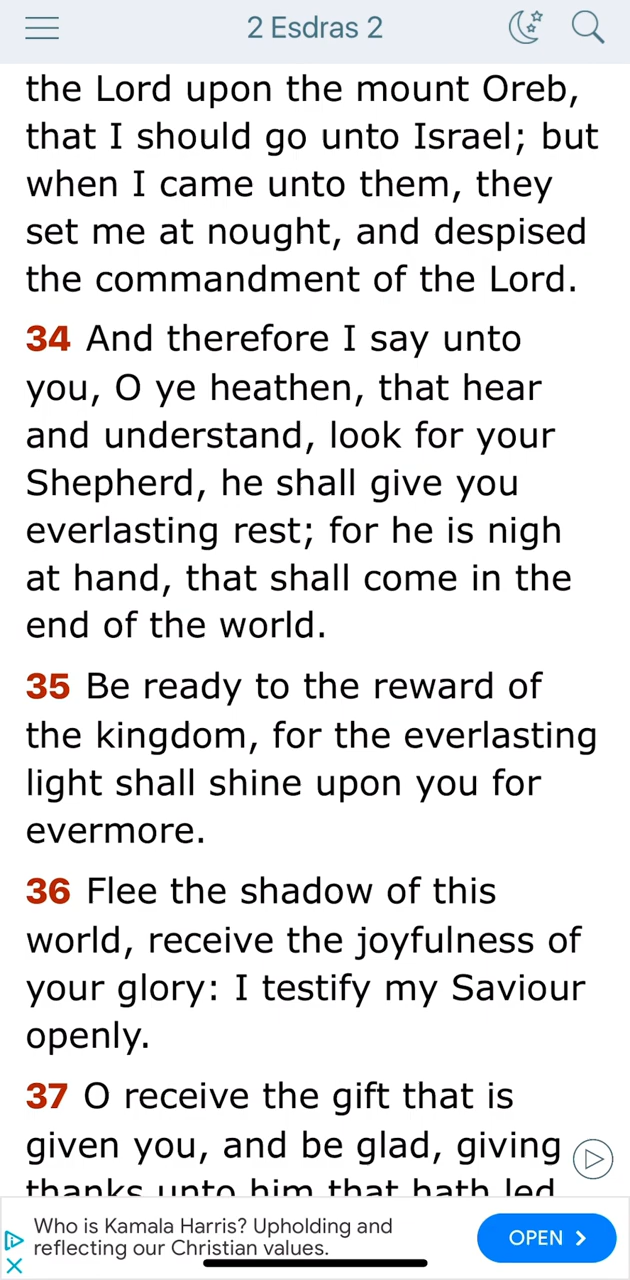 2 Esdras 2
the Lord upon the mount Oreb,
that I should go unto Israel; but
when I came unto them, they
set me at nought, and despised
the commandment of the Lord.
34 And therefore I say unto
you, O ye heathen, that hear
and understand, look for your
Shepherd, he shall give you
everlasting rest; for he is nigh
at hand, that shall come in the
end of the world.
35 Be ready to the reward of
the kingdom, for the everlasting
light shall shine upon you for
evermore.
36 Flee the shadow of this
world, receive the joyfulness of
your glory: I testify my Saviour
openly.
37 O receive the gift that is
given you, and be glad, giving
thanks unto him that hath led
Who is Kamala Harris? Upholding and
reflecting our Christian values.
OPEN